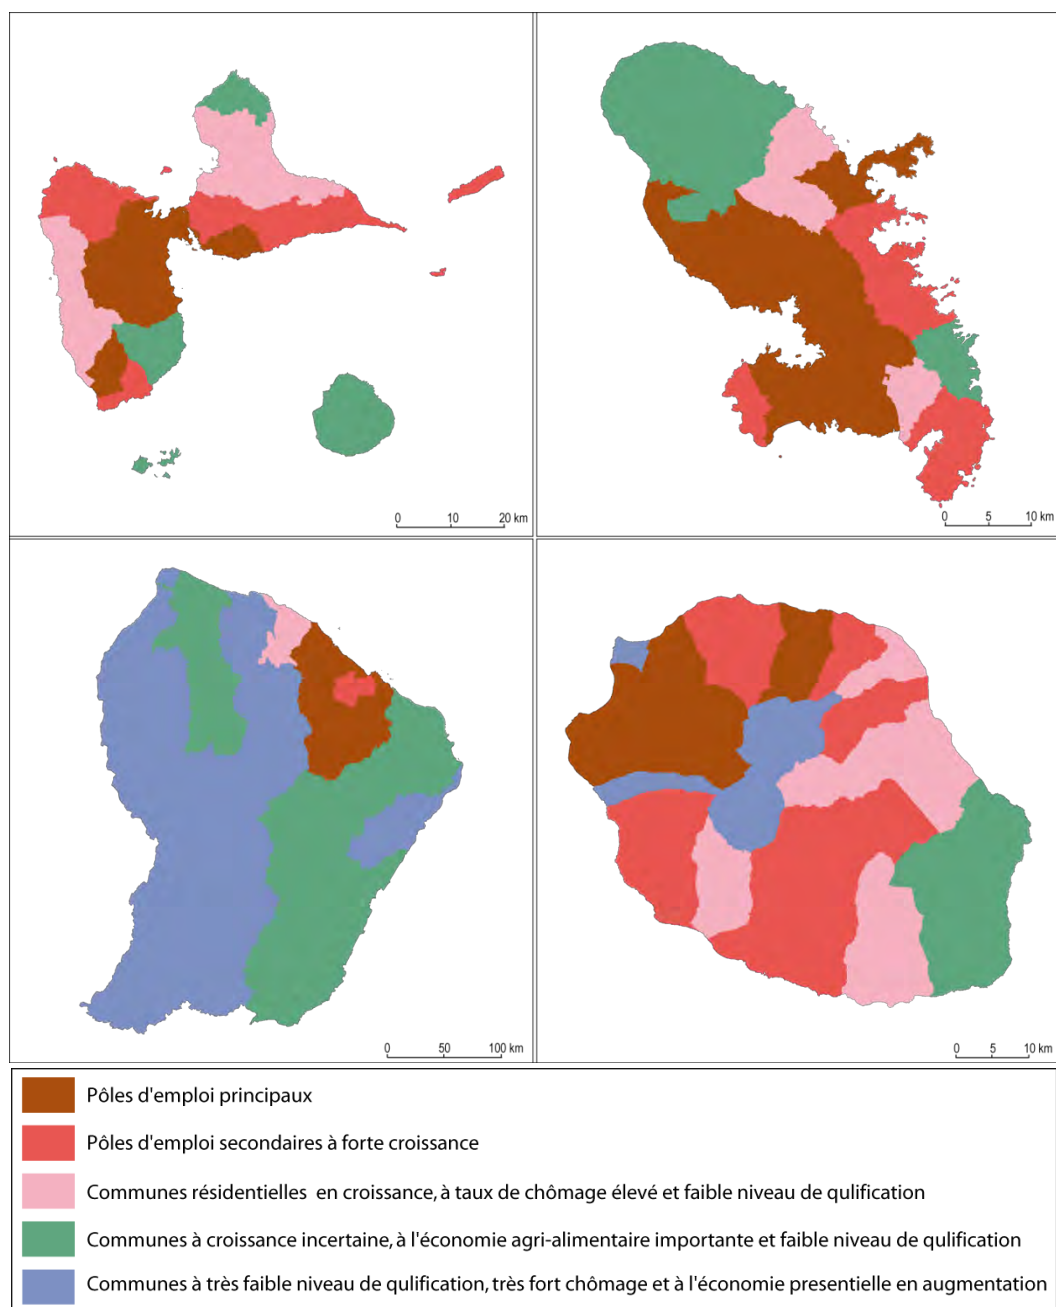 0 10 20 km
0 5 10 km
0 50 100 km
0 5 10 km
Pôles d'emploi principaux
Pôles d'emploi secondaires à forte croissance
Communes résidentielles en croissance, à taux de chômage élevé et faible niveau de qulification
Communes à croissance incertaine, à l'économie agri-alimentaire importante et faible niveau de qulification
Communes à très faible niveau de qulification, très fort chômage et à l'économie presentielle en augmentation